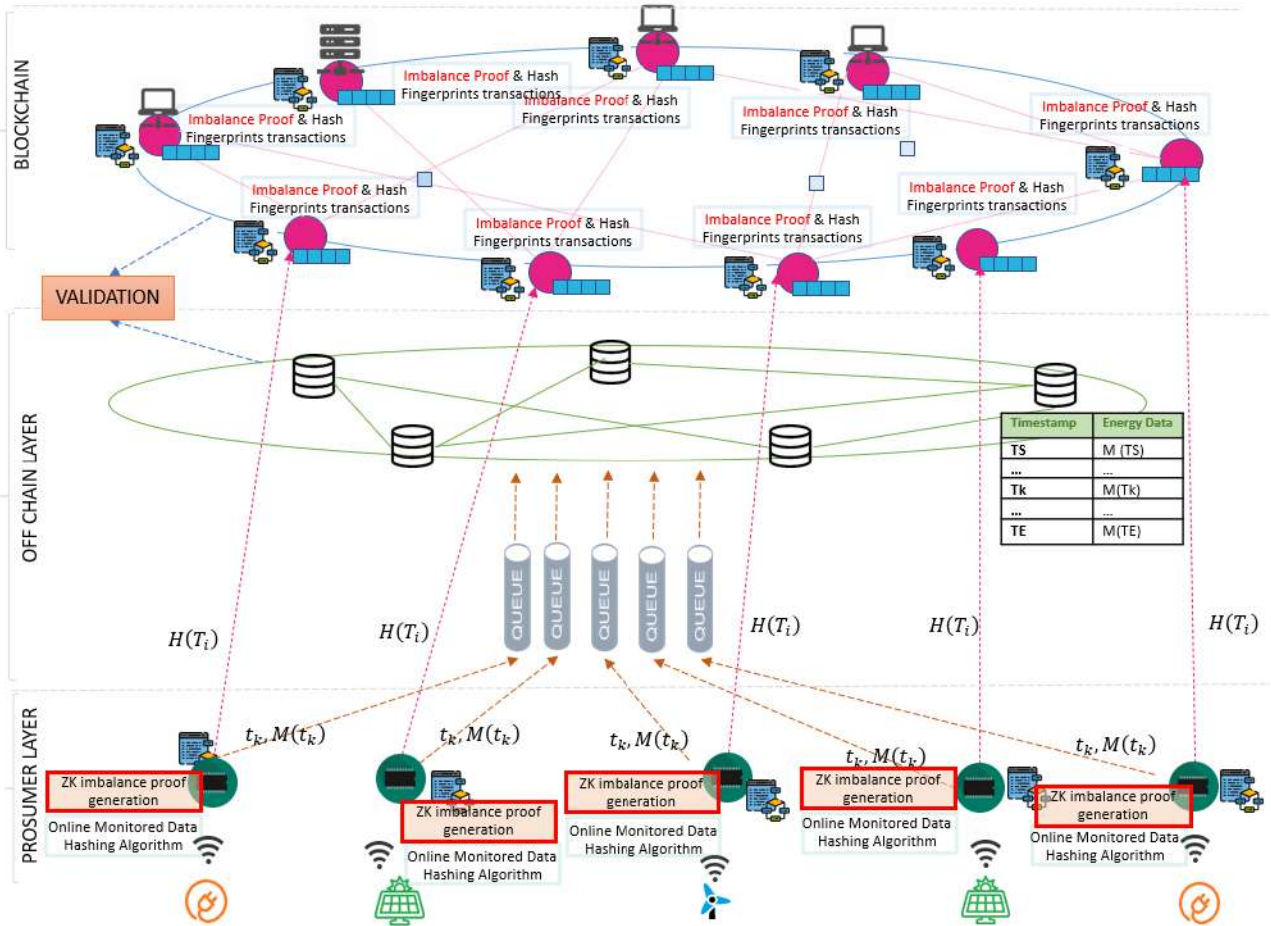 BLOCKCHAIN
Imbalance Proof & Hash
Fingerprints transactions
Imbalance Proof & Hash
Fingerprints transactions
Imbalance Proof & Hash
Fingerprints transactions
Imbalance Proof & Hash
Fingerprints transactions
Imbalance Proof & Hash
Fingerprints transactions
Imbalance Proof & Hash
Fingerprints transactions
Imbalance Proof & Hash
Fingerprints transactions
Imbalance Proof & Hash
Fingerprints transactions
Imbalance Proof & Hash
Fingerprints transactions
VALIDATION
OFF CHAIN LAYER
Timestamp Energy Data
TS M (TS)
... ...
Tk M(Tk)
... ...
TE M(TE)
QUEUE
QUEUE
QUEUE
QUEUE
QUEUE
H(T_i)
H(T_i)
H(T_i)
H(T_i)
H(T_i)
PROSUMER LAYER
t_k, M(t_k)
t_k, M(t_k)
t_k, M(t_k)
t_k, M(t_k)
t_k, M(t_k)
ZK imbalance proof
generation
Online Monitored Data
Hashing Algorithm
ZK imbalance proof
generation
Online Monitored Data
Hashing Algorithm
ZK imbalance proof
generation
Online Monitored Data
Hashing Algorithm
ZK imbalance proof
generation
Online Monitored Data
Hashing Algorithm
ZK imbalance proof
generation
Online Monitored Data
Hashing Algorithm